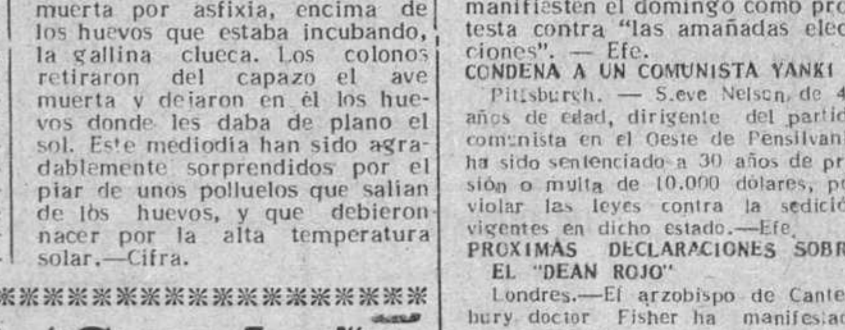 muerta por asfixia, encima de
los huevos que estaba incubando,
la gallina clueca. Los colonos
retiraron del capazo el ave
muerta y dejaron en él los hue-
vos donde les daba de plano el
sol. Este mediodía han sido agra-
dablemente sorprendidos por el
piar de unos polluelos que salían
de los huevos, y que debieron
nacer por la alta temperatura
solar.—Cifra.
manifiesten el domingo como pro
testa contra "las amañadas elec
ciones". — Efe.
CONDENA A UN COMUNISTA YANKI
Pittsburgh. — S.eve Nelson, de 4
años de edad, dirigente del partid
comunista en el Oeste de Pensilvani
ha sido sentenciado a 30 años de pr
sión o multa de 10.000 dólares, po
violar las leyes contra la sedició
vigentes en dicho estado.—Efe.
PROXIMAS DECLARACIONES SOBR
EL "DEAN ROJO"
Londres.—El arzobispo de Cante
bury doctor Fisher ha manifestad